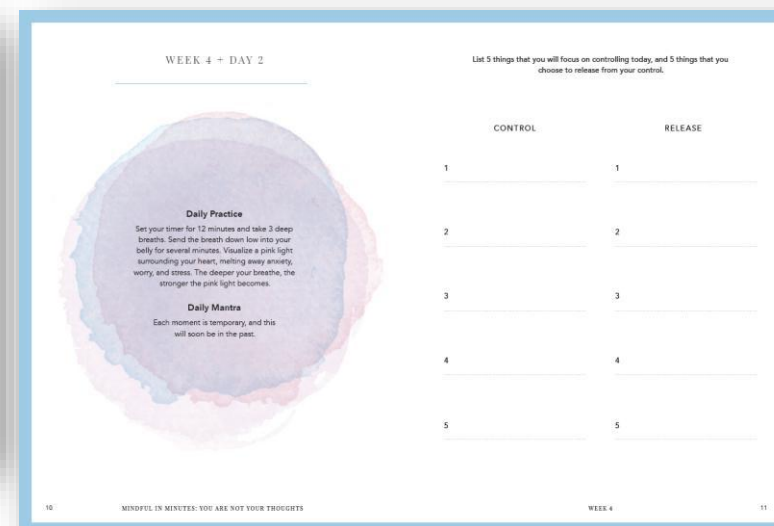 WEEK 4 + DAY 2
Daily Practice
Set your timer for 12 minutes and take 3 deep
breaths. Send the breath down low into your
belly for several minutes. Visualize a pink light
surrounding your heart, melting away anxiety,
worry, and stress. The deeper your breathe, the
stronger the pink light becomes.
Daily Mantra
Each moment is temporary, and this
will soon be in the past.
10
MINDFUL IN MINUTES: YOU ARE NOT YOUR THOUGHTS
List 5 things that you will focus on controlling today, and 5 things that you
choose to release from your control.
CONTROL RELEASE
1 1
2 2
3 3
4 4
5 5
WEEK 4
11